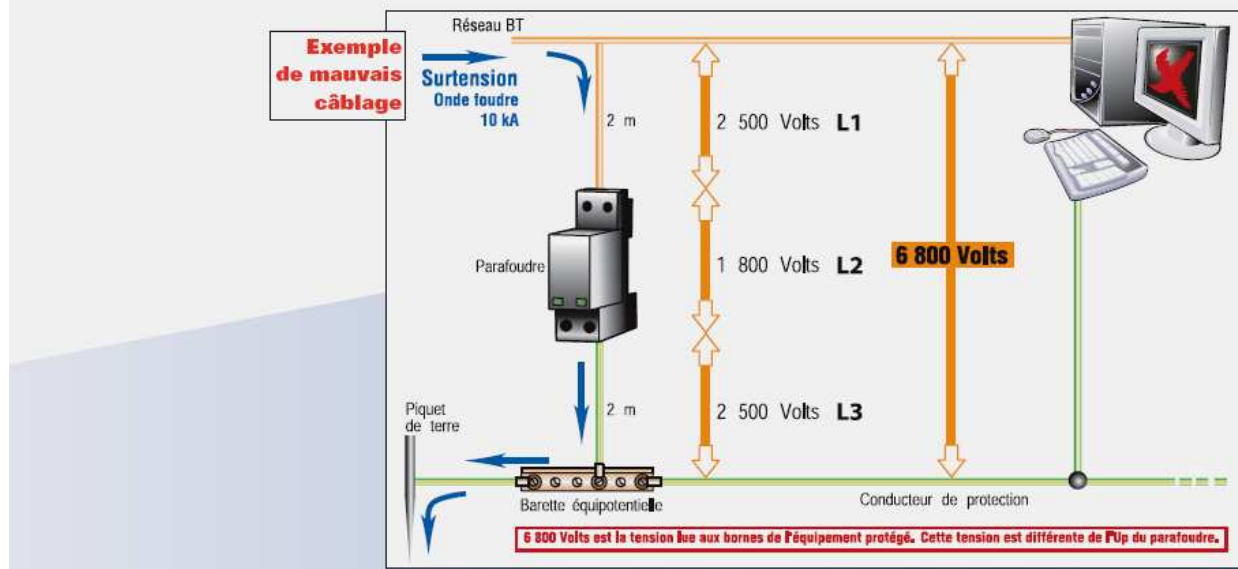 Réseau BT
Exemple
de mauvais
câblage
Surtension
Onde foudre
10 kA
2 m
2 500 Volts L1
Parafoudre
1 800 Volts L2
6 800 Volts
2 m
2 500 Volts L3
Piquet
de terre
Barette équipotentielle
Conducteur de protection
6 800 Volts est la tension lue aux bornes de l'équipement protégé. Cette tension est différente de l'Up du parafoudre.